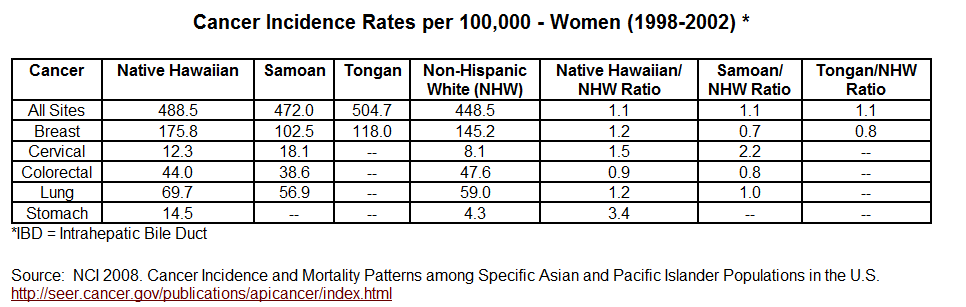 Cancer Incidence Rates per 100,000 - Women (1998-2002) *
Cancer Native Hawaiian Samoan Tongan Non-Hispanic White (NHW) Native Hawaiian/ NHW Ratio Samoan/ NHW Ratio Tongan/NHW Ratio
All Sites 488.5 472.0 504.7 448.5 1.1 1.1 1.1
Breast 175.8 102.5 118.0 145.2 1.2 0.7 0.8
Cervical 12.3 18.1 -- 8.1 1.5 2.2 --
Colorectal 44.0 38.6 -- 47.6 0.9 0.8 --
Lung 69.7 56.9 -- 59.0 1.2 1.0 --
Stomach 14.5 -- -- 4.3 3.4 -- --
*IBD = Intrahepatic Bile Duct
Source: NCI 2008. Cancer Incidence and Mortality Patterns among Specific Asian and Pacific Islander Populations in the U.S.
http://seer.cancer.gov/publications/apicancer/index.html